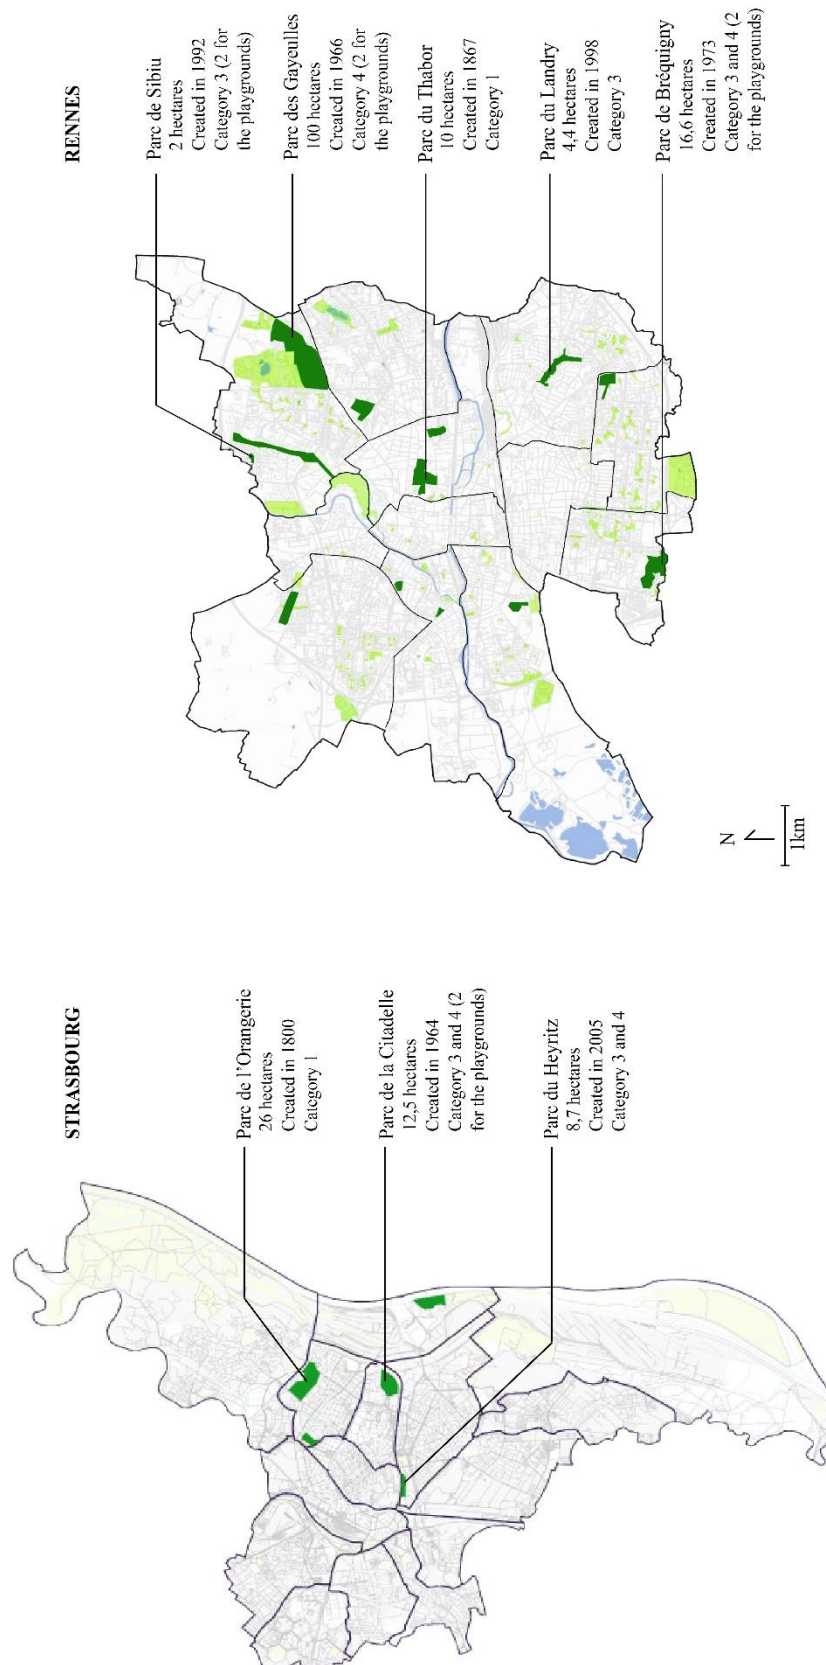 RENNES
Parc de Sibiu
2 hectares
Created in 1992
Category 3 (2 for
the playgrounds)
Parc des Gayeulles
100 hectares
Created in 1966
Category 4 (2 for
the playgrounds)
Parc du Thabor
10 hectares
Created in 1867
Category 1
Parc du Landry
4,4 hectares
Created in 1998
Category 3
Parc de Bréquigny
16,6 hectares
Created in 1973
Category 3 and 4 (2
for the playgrounds)
N
1km
STRASBOURG
Parc de l'Orangerie
26 hectares
Created in 1800
Category 1
Parc de la Citadelle
12,5 hectares
Created in 1964
Category 3 and 4 (2
for the playgrounds)
Parc du Heyritz
8,7 hectares
Created in 2005
Category 3 and 4